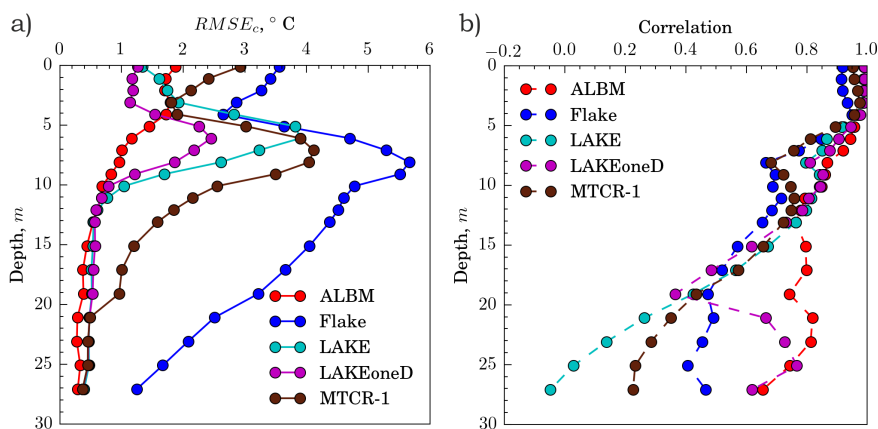 a)
RMSE_c, ° C
0 1 2 3 4 5 6
0
5
10
15
20
25
30
Depth, m
ALBM
Flake
LAKE
LAKEoneD
MTCR-1
b)
Correlation
−0.2 0.0 0.2 0.4 0.6 0.8 1.0
0
5
10
15
20
25
30
Depth, m
ALBM
Flake
LAKE
LAKEoneD
MTCR-1